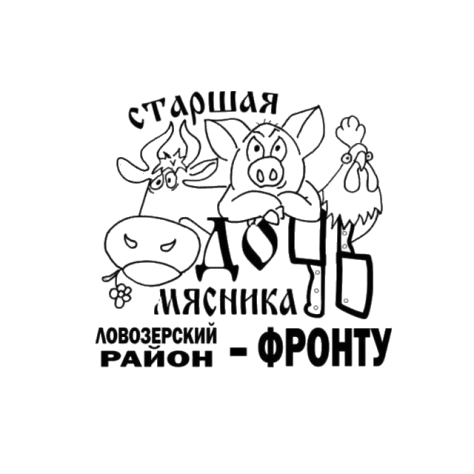 старшая
дочь
мясника
ЛОВОЗЕРСКИЙ
РАЙОН - ФРОНТУ